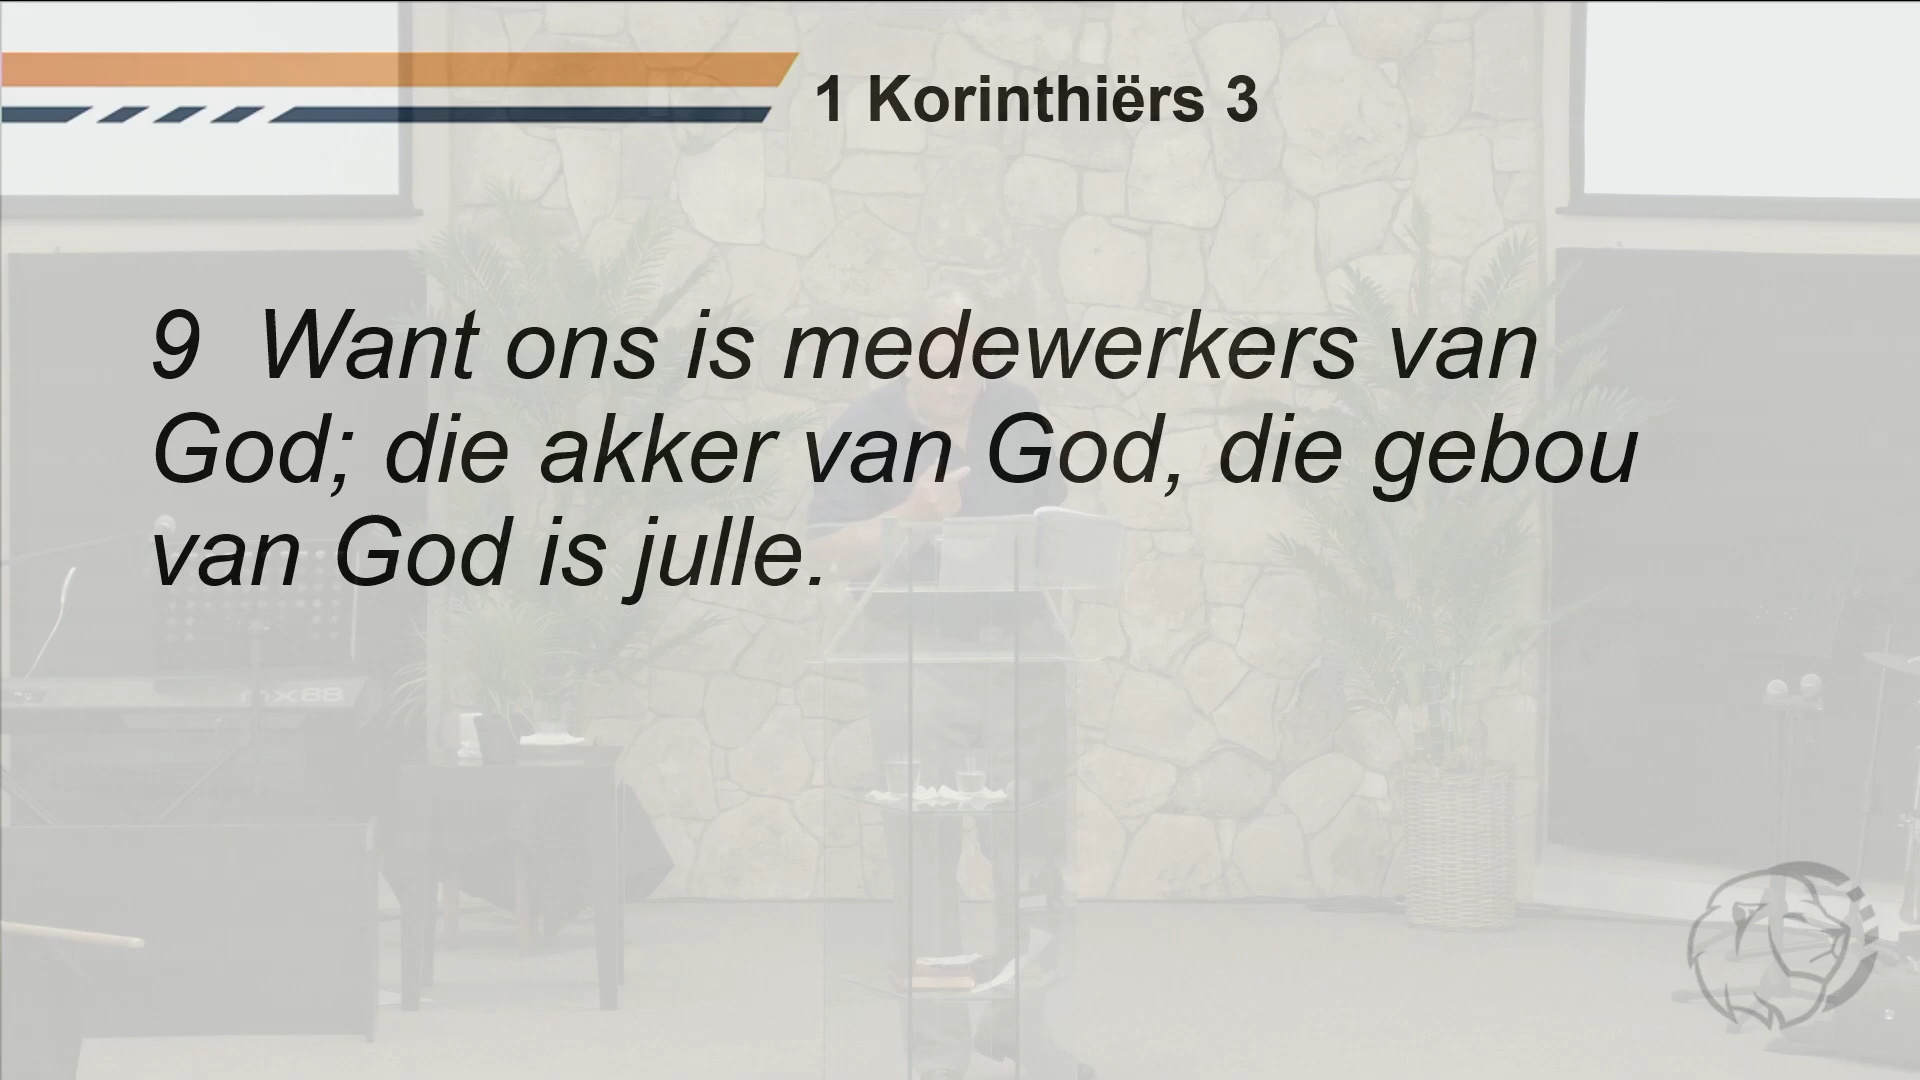 1 Korinthiërs 3
9 Want ons is medewerkers van
God; die akker van God, die gebou
van God is julle.
mx88